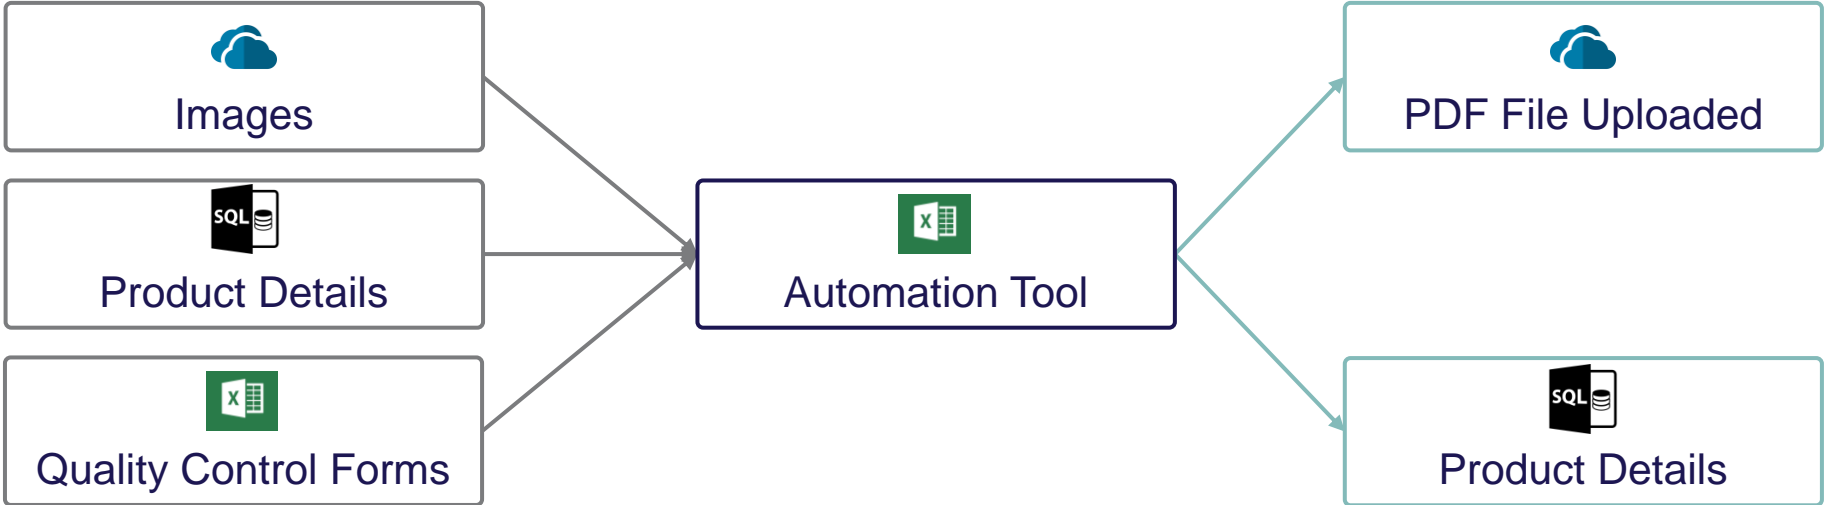 Images
SQL
Product Details
X
Quality Control Forms
X
Automation Tool
PDF File Uploaded
SQL
Product Details